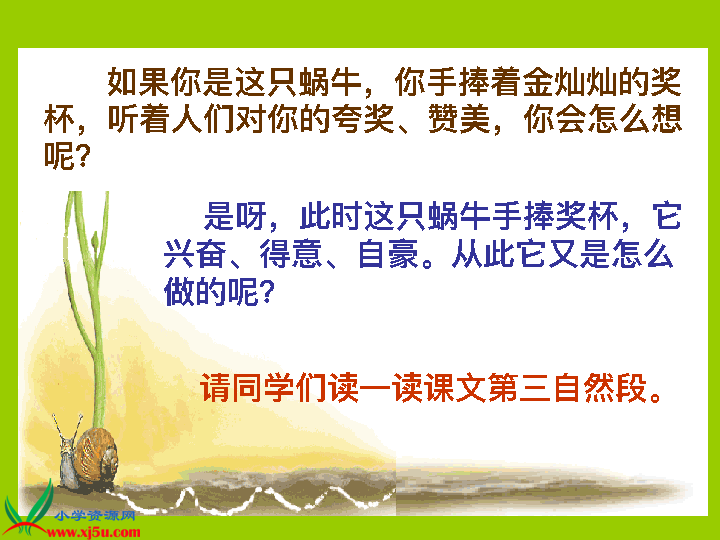 如果你是这只蜗牛，你手捧着金灿灿的奖
杯，听着人们对你的夸奖、赞美，你会怎么想
呢？
是呀，此时这只蜗牛手捧奖杯，它
兴奋、得意、自豪。从此它又是怎么
做的呢？
请同学们读一读课文第三自然段。
小学资源网
www.xj5u.com